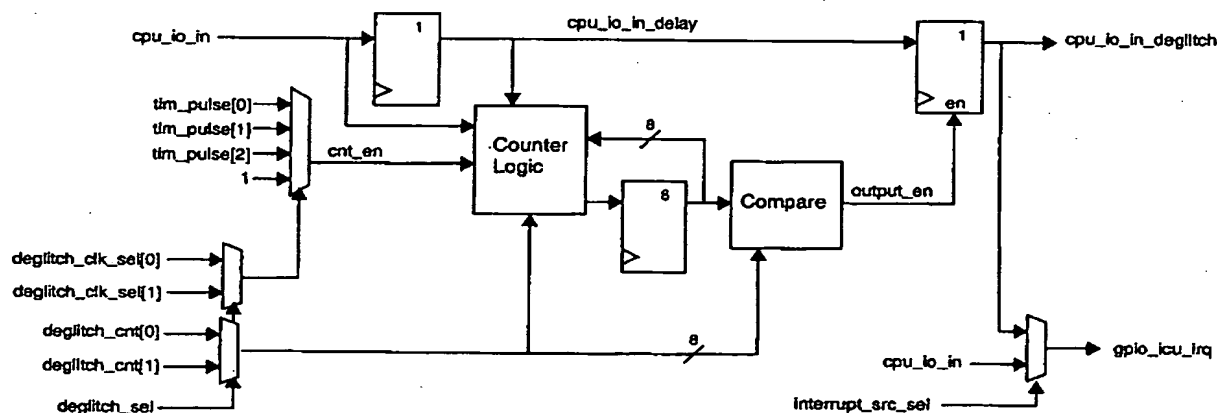 cpu_io_in
1
cpu_io_in_delay
1
cpu_io_in_deglitch
en
tim_pulse[0]
tim_pulse[1]
tim_pulse[2]
1
cnt_en
Counter
Logic
8
8
Compare
output_en
deglitch_clk_sel[0]
deglitch_clk_sel[1]
deglitch_cnt[0]
deglitch_cnt[1]
8
deglitch_sel
cpu_io_in
gpio_icu_irq
interrupt_src_sel